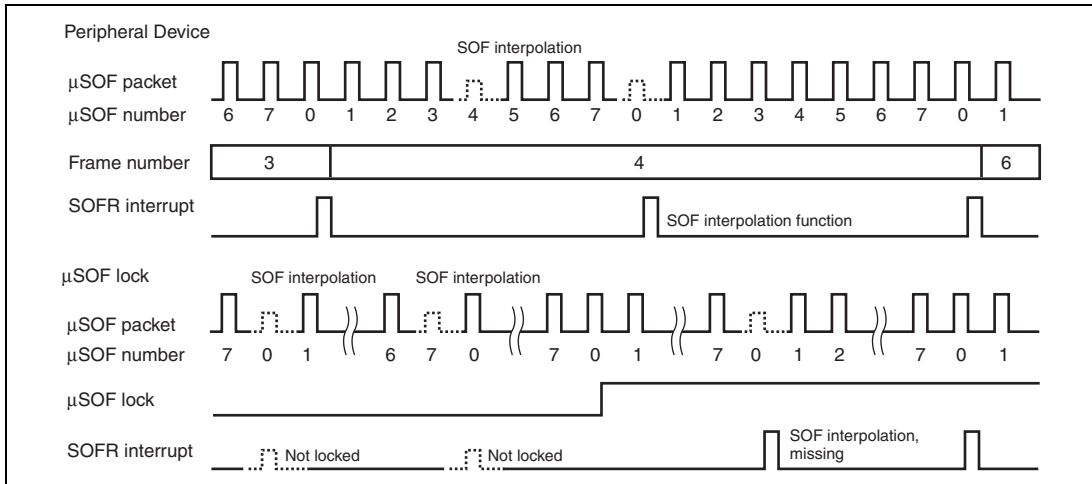 Peripheral Device
SOF interpolation
μSOF packet
μSOF number 6 7 0 1 2 3 4 5 6 7 0 1 2 3 4 5 6 7 0 1
Frame number 3 4 6
SOFR interrupt
SOF interpolation function
μSOF lock SOF interpolation SOF interpolation
μSOF packet
μSOF number 7 0 1 6 7 0 7 0 1 7 0 1 2 7 0 1
μSOF lock
SOFR interrupt Not locked Not locked SOF interpolation,
missing